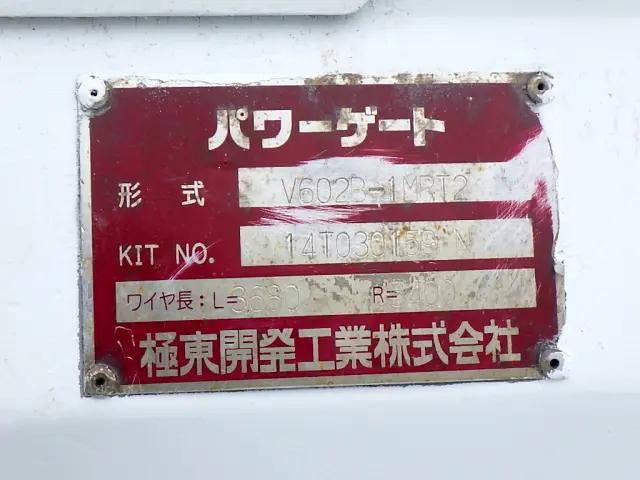 パワーゲート
形式 V602B-1MRT2
KIT NO.
ワイヤ長:L=3680 R=
極東開発工業株式会社